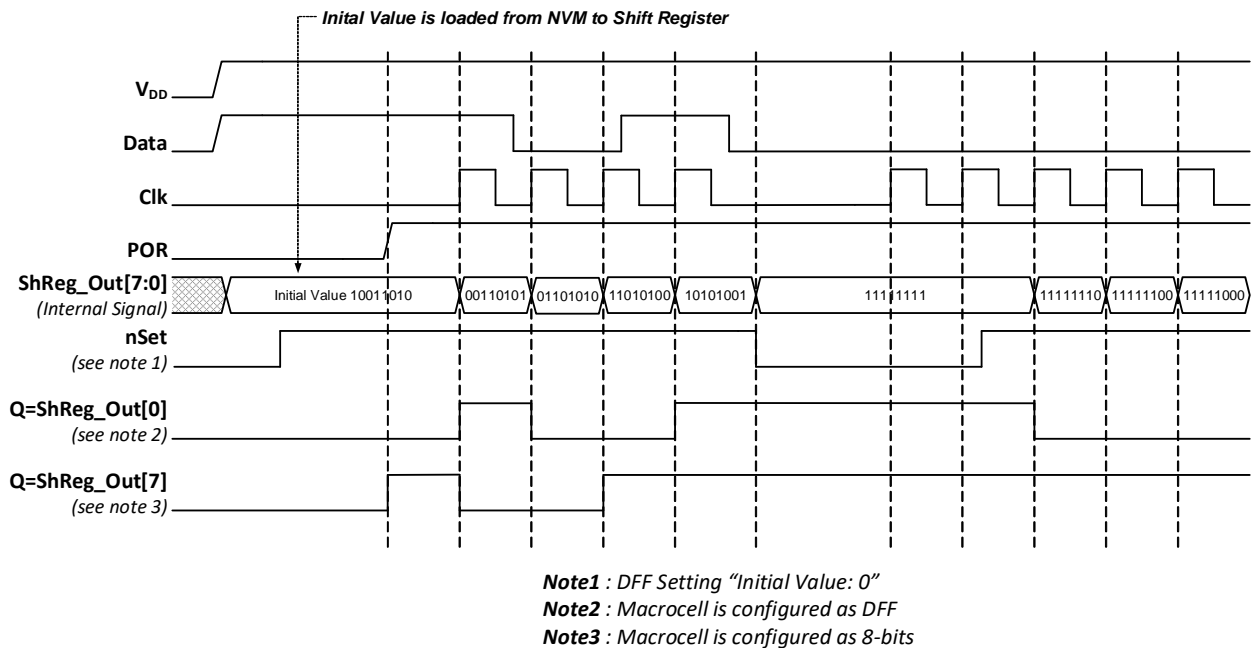 Inital Value is loaded from NVM to Shift Register
VDD
Data
Clk
POR
ShReg_Out[7:0]
(Internal Signal)
Initial Value 10011010
00110101
01101010
11010100
10101001
11111111
11111110
11111100
11111000
nSet
(see note 1)
Q=ShReg_Out[0]
(see note 2)
Q=ShReg_Out[7]
(see note 3)
Note1 : DFF Setting “Initial Value: 0”
Note2 : Macrocell is configured as DFF
Note3 : Macrocell is configured as 8-bits